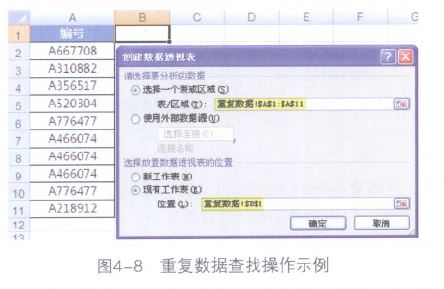 A B C D E F G
1 编号
2 A667708
3 A310882
4 A356517
5 A520304
6 A776477
7 A466074
8 A466074
9 A466074
10 A776477
11 A218912
12
13
创建数据透视表
请选择要分析的数据
选择一个表或区域(S)
表/区域(T): 重复数据!$A$1:$A$11
使用外部数据源(U)
选择连接(C)...
连接名称:
选择放置数据透视表的位置
新工作表(N)
现有工作表(E)
位置(L): 重复数据!$B$1
确定 取消
图4-8 重复数据查找操作示例